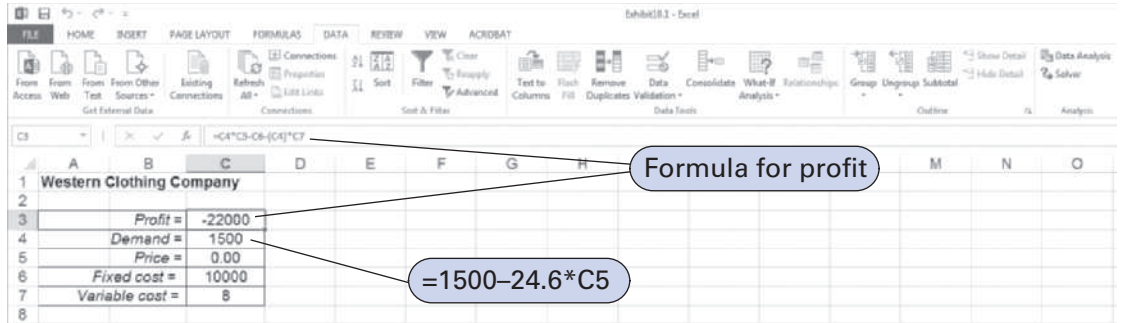 Exhibit10.1 - Excel
FILE HOME INSERT PAGE LAYOUT FORMULAS DATA REVIEW VIEW ACROBAT
From Access From Web From Text From Other Sources Existing Connections
Get External Data
Refresh All Connections Properties Edit Links
Connections
Sort Filter Clear Reapply Advanced
Sort & Filter
Text to Columns Flash Fill Remove Duplicates Data Validation Consolidate What-If Analysis Relationships
Data Tools
Group Ungroup Subtotal Show Detail Hide Detail
Outline
Data Analysis
Solver
Analysis
C3 fx =C4*C5-C6-(C4)*C7
Formula for profit
A B C D E F G H M N O
1 Western Clothing Company
2
3 Profit = -22000
4 Demand = 1500
5 Price = 0.00
6 Fixed cost = 10000
7 Variable cost = 8
8
=1500–24.6*C5